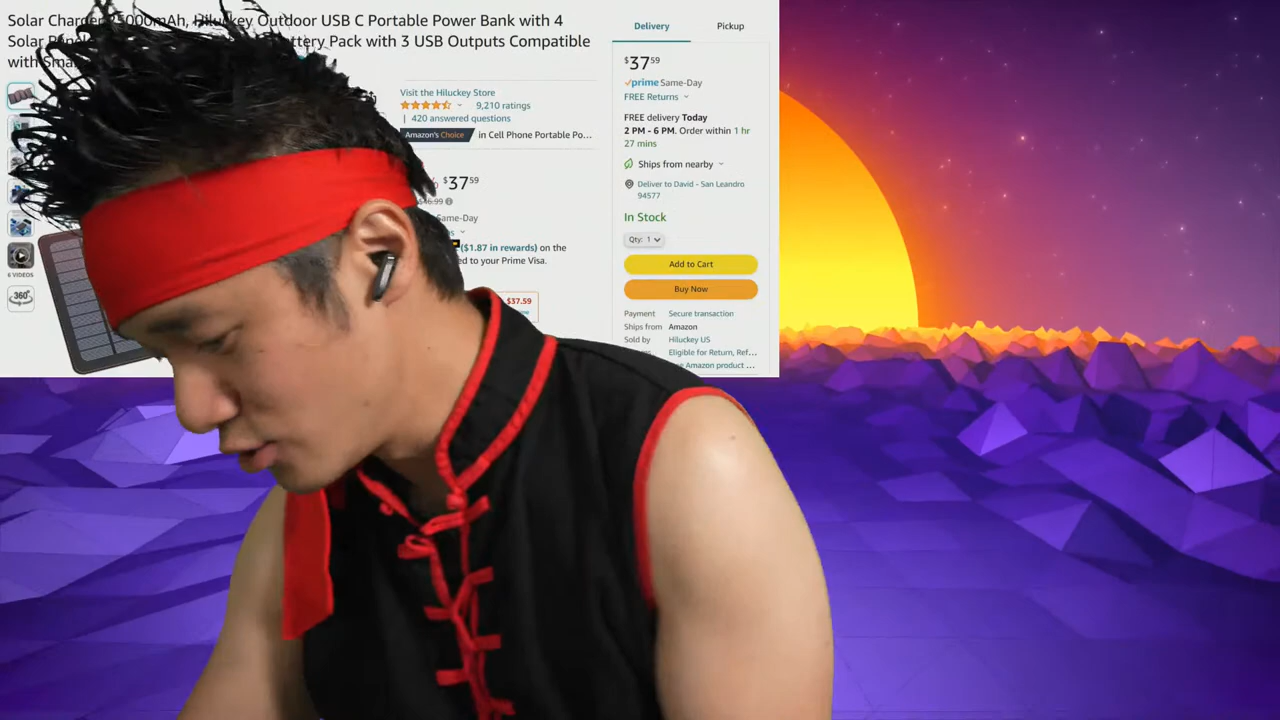 Solar Charger 25000mAh, Hiluckey Outdoor USB C Portable Power Bank with 4
Solar Battery Pack with 3 USB Outputs Compatible
with
Visit the Hiluckey Store
9,210 ratings
| 420 answered questions
Amazon's Choice in Cell Phone Portable Po...
$37 59
$46.99
Same-Day
($1.87 in rewards) on the
ed to your Prime Visa.
$37.59
6 VIDEOS
360°
Delivery Pickup
$37 59
prime Same-Day
FREE Returns
FREE delivery Today
2 PM - 6 PM. Order within 1 hr
27 mins
Ships from nearby
Deliver to David - San Leandro
94577
In Stock
Qty: 1
Add to Cart
Buy Now
Payment Secure transaction
Ships from Amazon
Sold by Hiluckey US
Eligible for Return, Ref...
Amazon product ...